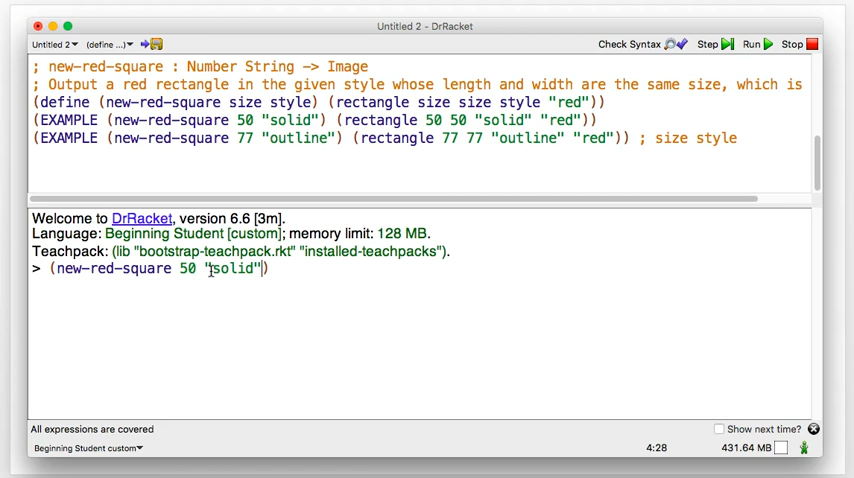 Untitled 2 - DrRacket
Untitled 2 (define ...) Check Syntax Step Run Stop
; new-red-square : Number String -> Image
; Output a red rectangle in the given style whose length and width are the same size, which is
(define (new-red-square size style) (rectangle size size style "red"))
(EXAMPLE (new-red-square 50 "solid") (rectangle 50 50 "solid" "red"))
(EXAMPLE (new-red-square 77 "outline") (rectangle 77 77 "outline" "red")) ; size style
Welcome to DrRacket, version 6.6 [3m].
Language: Beginning Student [custom]; memory limit: 128 MB.
Teachpack: (lib "bootstrap-teachpack.rkt" "installed-teachpacks").
> (new-red-square 50 "solid")
All expressions are covered Show next time?
Beginning Student custom 4:28 431.64 MB